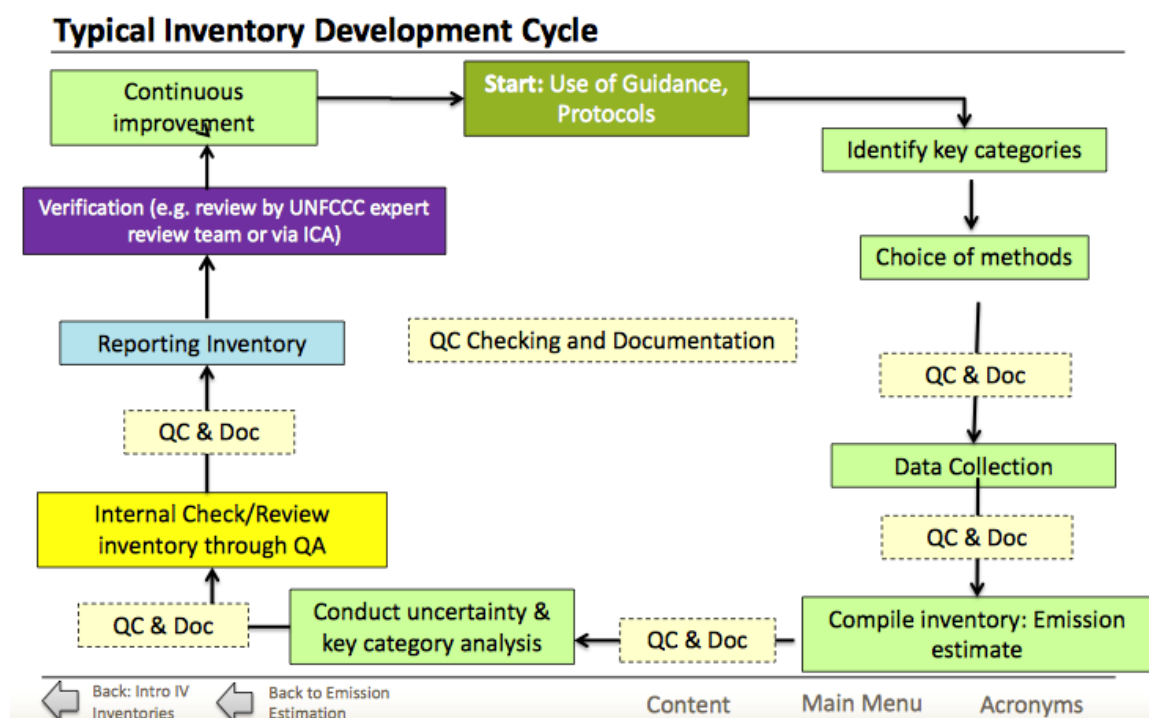 Typical Inventory Development Cycle
Continuous
improvement
Start: Use of Guidance,
Protocols
Identify key categories
Verification (e.g. review by UNFCCC expert
review team or via ICA)
Choice of methods
Reporting Inventory
QC Checking and Documentation
QC & Doc
QC & Doc
Data Collection
Internal Check/Review
inventory through QA
QC & Doc
Conduct uncertainty &
key category analysis
QC & Doc
QC & Doc
Compile inventory: Emission
estimate
Back: Intro IV
Inventories
Back to Emission
Estimation
Content
Main Menu
Acronyms